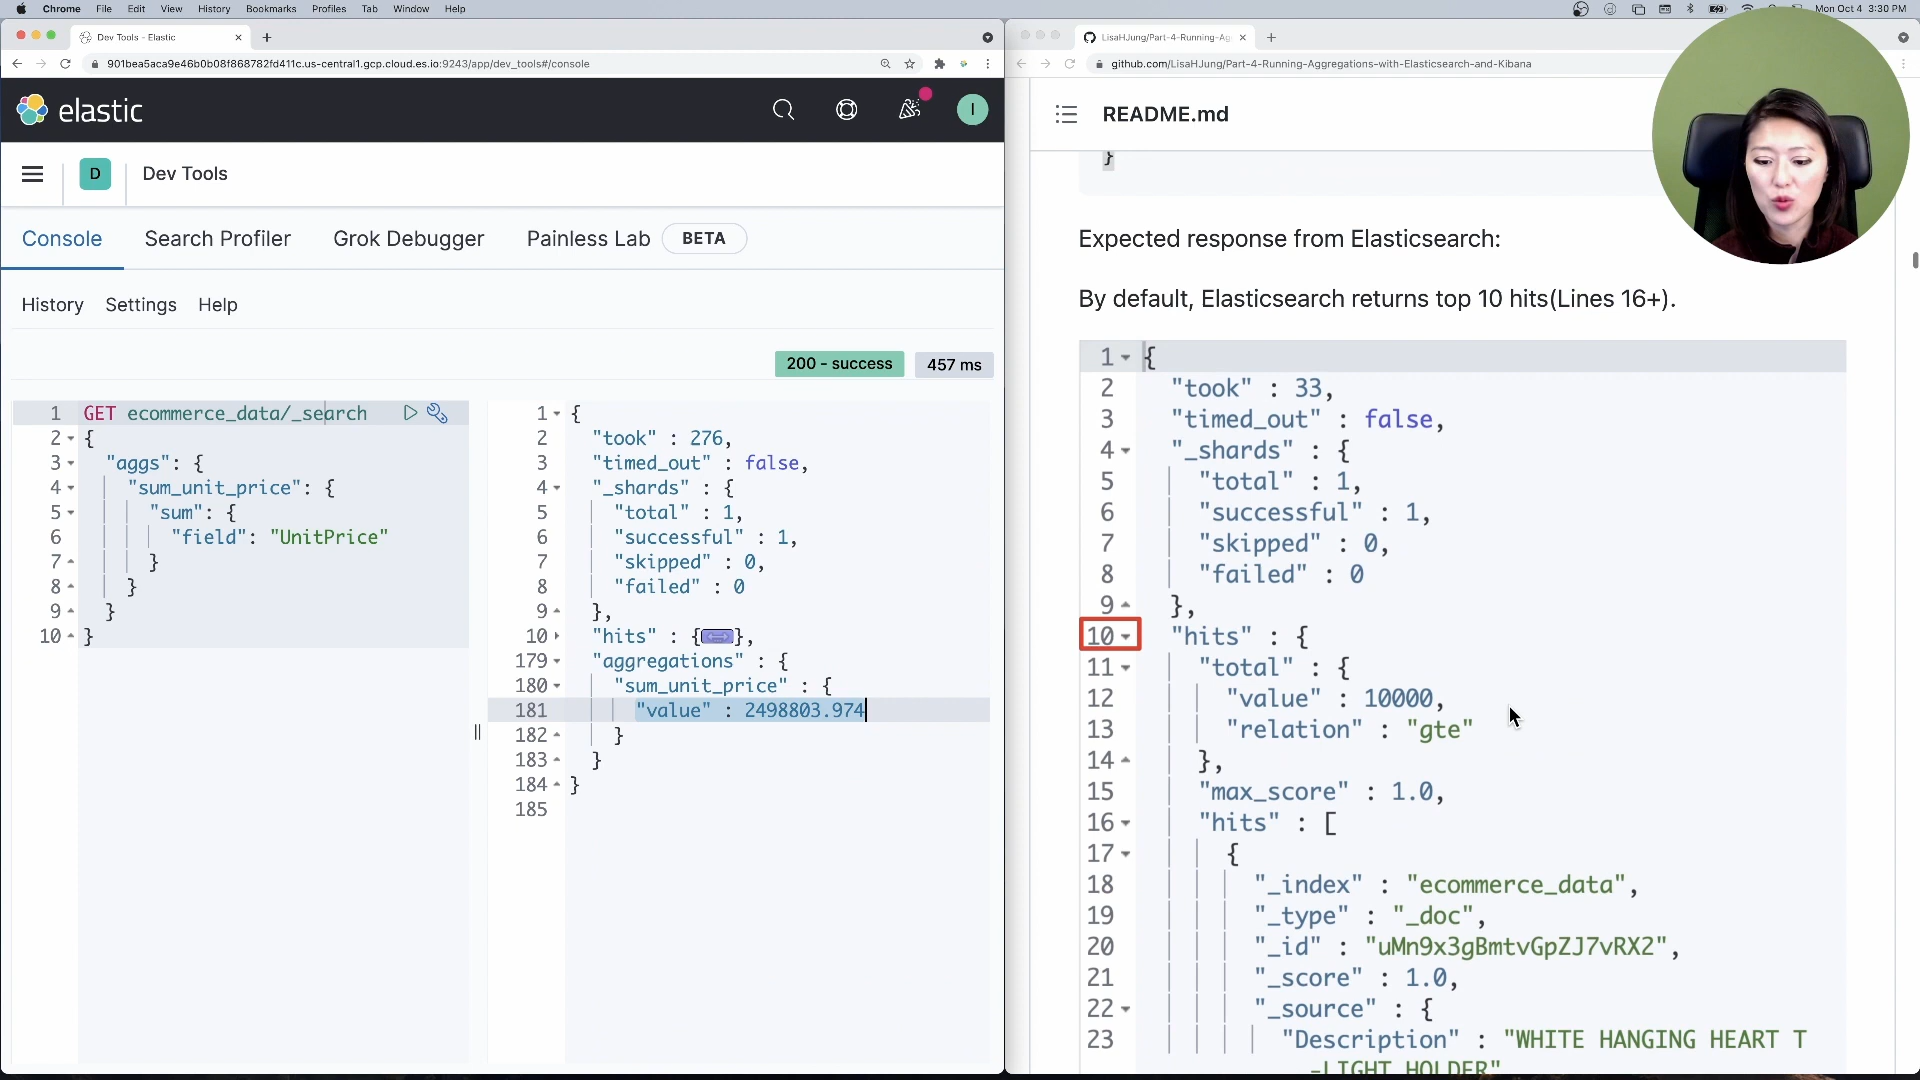 Chrome File Edit View History Bookmarks Profiles Tab Window Help
Mon Oct 4 3:30 PM
Dev Tools - Elastic
901bea5aca9e46b0b08f868782fd411c.us-central1.gcp.cloud.es.io:9243/app/dev_tools#/console
elastic
I
D Dev Tools
Console Search Profiler Grok Debugger Painless Lab BETA
History Settings Help
200 - success 457 ms
1 GET ecommerce_data/_search
2 {
3 "aggs": {
4 "sum_unit_price": {
5 "sum": {
6 "field": "UnitPrice"
7 }
8 }
9 }
10 }
1 {
2 "took" : 276,
3 "timed_out" : false,
4 "_shards" : {
5 "total" : 1,
6 "successful" : 1,
7 "skipped" : 0,
8 "failed" : 0
9 },
10 "hits" : {},
179 "aggregations" : {
180 "sum_unit_price" : {
181 "value" : 2498803.974
182 }
183 }
184 }
185
LisaHJung/Part-4-Running-Ag
github.com/LisaHJung/Part-4-Running-Aggregations-with-Elasticsearch-and-Kibana
README.md
}
Expected response from Elasticsearch:
By default, Elasticsearch returns top 10 hits(Lines 16+).
1 {
2 "took" : 33,
3 "timed_out" : false,
4 "_shards" : {
5 "total" : 1,
6 "successful" : 1,
7 "skipped" : 0,
8 "failed" : 0
9 },
10 "hits" : {
11 "total" : {
12 "value" : 10000,
13 "relation" : "gte"
14 },
15 "max_score" : 1.0,
16 "hits" : [
17 {
18 "_index" : "ecommerce_data",
19 "_type" : "_doc",
20 "_id" : "uMn9x3gBmtvGpZJ7vRX2",
21 "_score" : 1.0,
22 "_source" : {
23 "Description" : "WHITE HANGING HEART T
-LIGHT HOLDER"